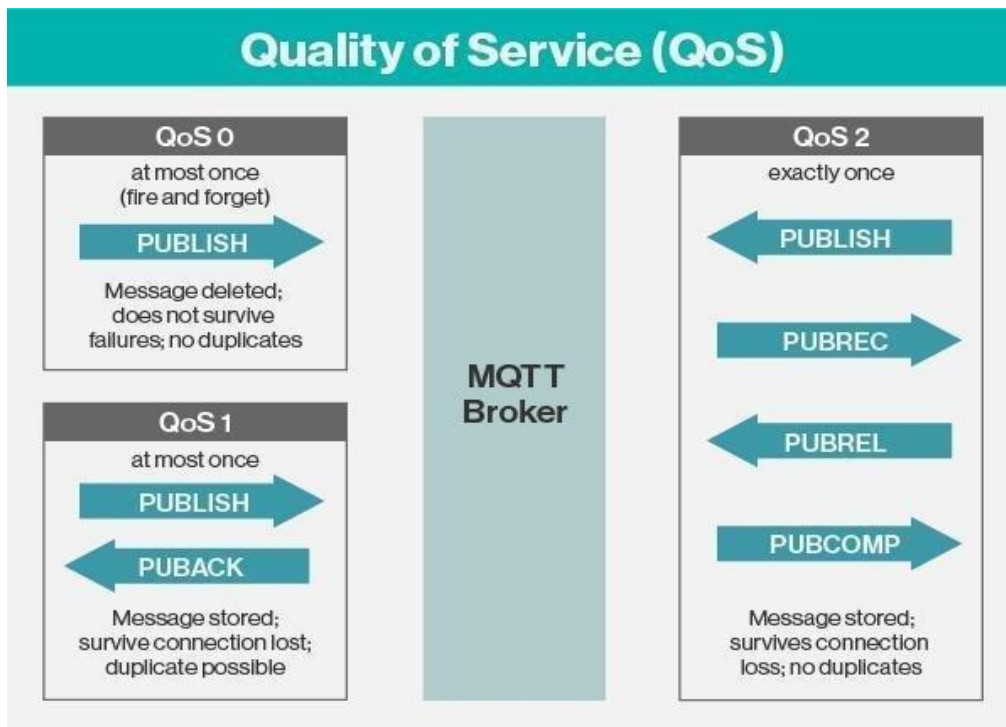 Quality of Service (QoS)
QoS 0
at most once
(fire and forget)
PUBLISH
Message deleted;
does not survive
failures; no duplicates
QoS 1
at most once
PUBLISH
PUBACK
Message stored;
survive connection lost;
duplicate possible
MQTT
Broker
QoS 2
exactly once
PUBLISH
PUBREC
PUBREL
PUBCOMP
Message stored;
survives connection
loss; no duplicates